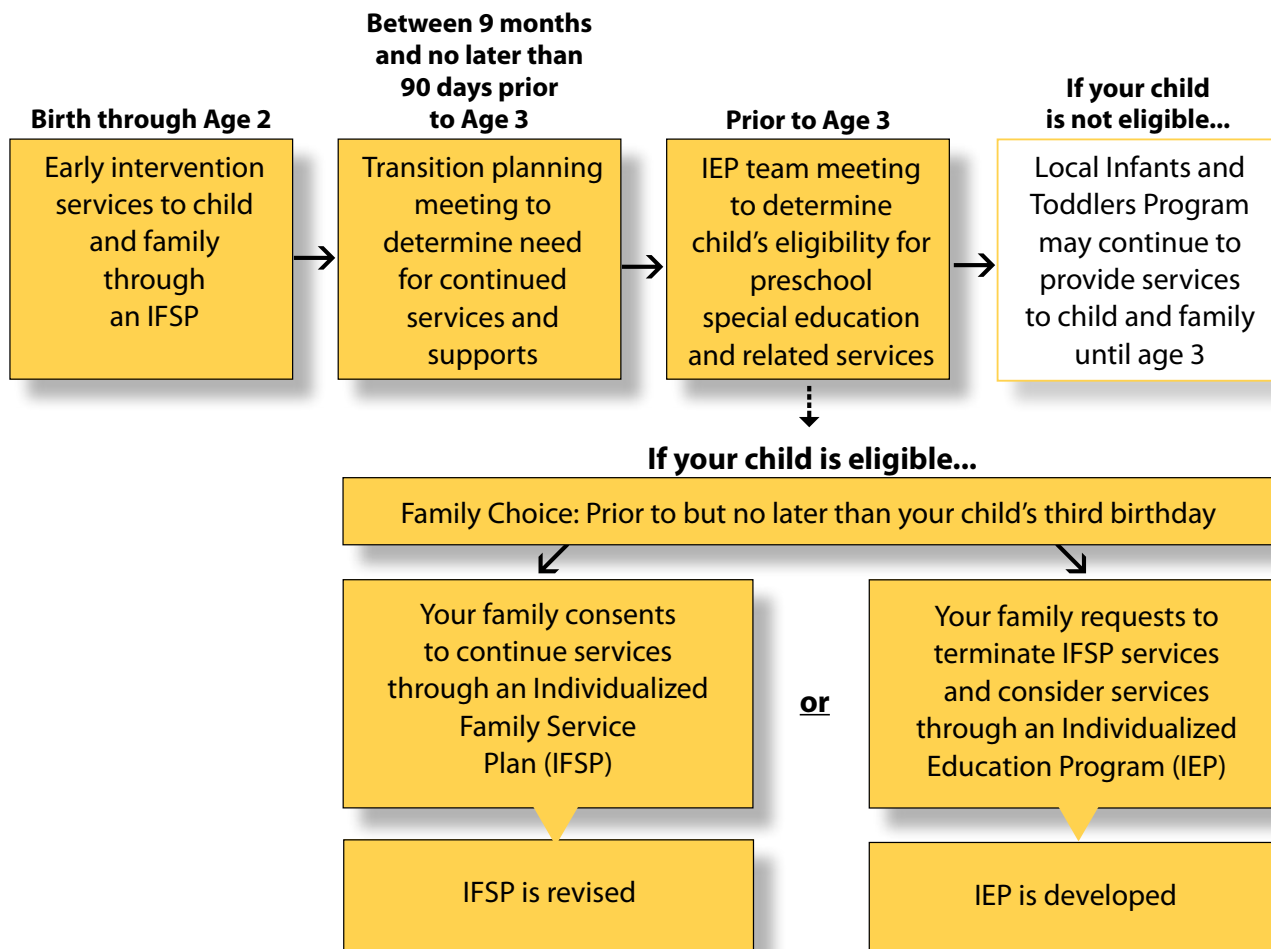 Birth through Age 2
Early intervention
services to child
and family
through
an IFSP
Between 9 months
and no later than
90 days prior
to Age 3
Transition planning
meeting to
determine need
for continued
services and
supports
Prior to Age 3
IEP team meeting
to determine
child’s eligibility for
preschool
special education
and related services
If your child
is not eligible...
Local Infants and
Toddlers Program
may continue to
provide services
to child and family
until age 3
If your child is eligible...
Family Choice: Prior to but no later than your child’s third birthday
Your family consents
to continue services
through an Individualized
Family Service
Plan (IFSP)
or
Your family requests to
terminate IFSP services
and consider services
through an Individualized
Education Program (IEP)
IFSP is revised
IEP is developed